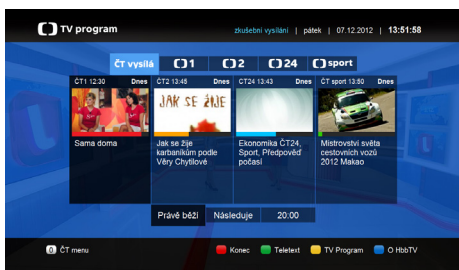 TV program
zkušební vysílání | pátek | 07.12.2012 | 13:51:58
ČT vysílá 1 2 24 sport
ČT1 12:30 Dnes
Sama doma
ČT2 13:45 Dnes
JAK SE ŽIJE
Jak se žije
karbaníkům podle
Věry Chytilové
CT24 13:43 Dnes
Ekonomika ČT24,
Sport, Předpověď
počasí
ČT sport 13:50 Dnes
Mistrovství světa
cestovních vozů
2012 Makao
Právě běží Následuje 20:00
0 ČT menu
Konec Teletext TV Program O HbbTV